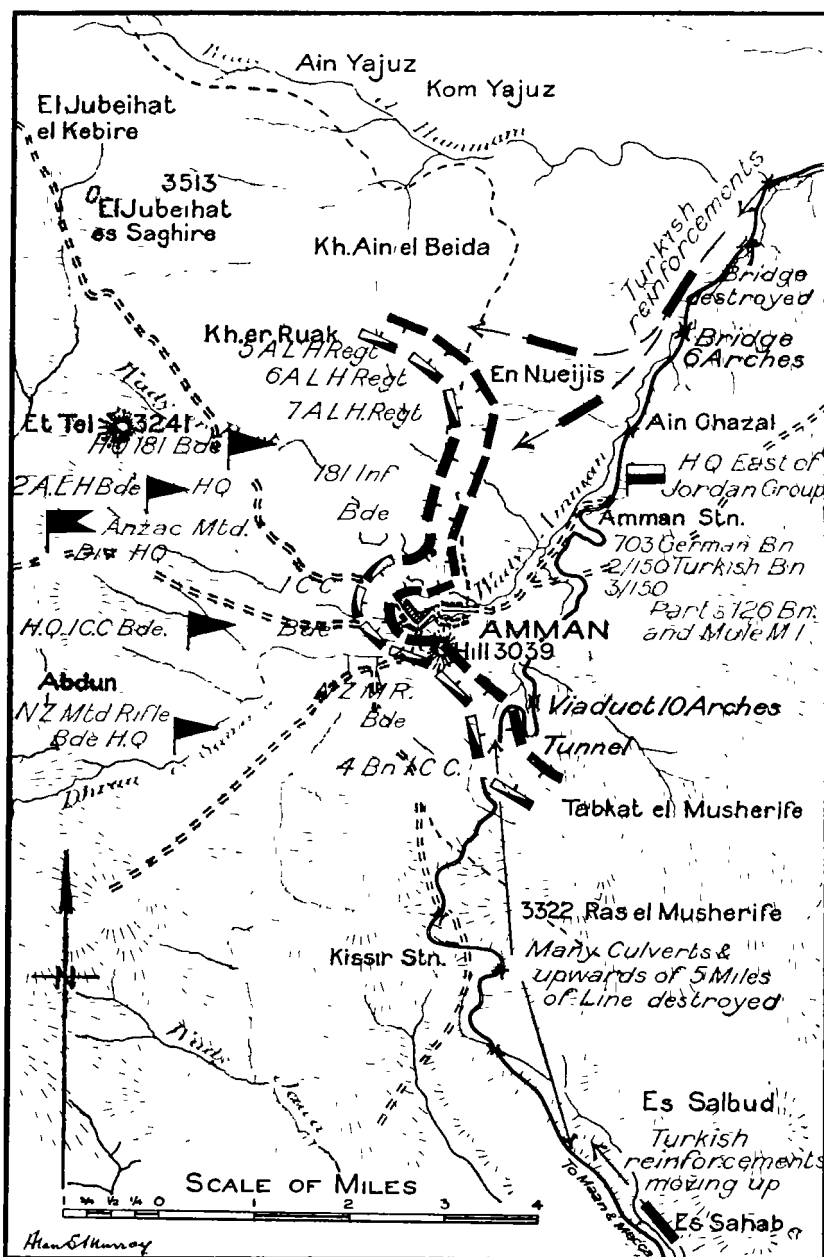 Ain Yajuz
Kom Yajuz
El Jubeihat
el Kebire
3513
El Jubeihat
es Saghire
Kh. Ain el Beida
Turkish
reinforcements
Bridge
destroyed
Bridge
6 Arches
Kh. er Ruak
5 A L H Regt
6 A L H Regt
7 A L H. Regt
En Nueijis
Ain Ghazal
Et Tel 3241
HQ 181 Bde
181 Inf
Bde
2 A.L H Bde HQ
Anzac Mtd.
Div HQ
H Q East of
Jordan Group
Wady Amman
Amman Stn.
703 German Bn
2/150 Turkish Bn
3/150
Parts 126 Bn.
and Mule M I
I C C
Bde
H.Q. I C C Bde.
AMMAN
Hill 3039
Abdun
N Z Mtd Rifle
Bde H.Q
N Z M R.
Bde
4 Bn I C C.
Viaduct 10 Arches
Tunnel
Tabkat el Musherife
3322 Ras el Musherife
Many Culverts &
upwards of 5 Miles
of Line destroyed
Kissir Stn.
N
Wadi
Es Salbud
Turkish
reinforcements
moving up
To Maan & Mecca
Es Sahab
SCALE OF MILES
1 ¾ ½ ¼ 0 1 2 3 4
Alan S Murray